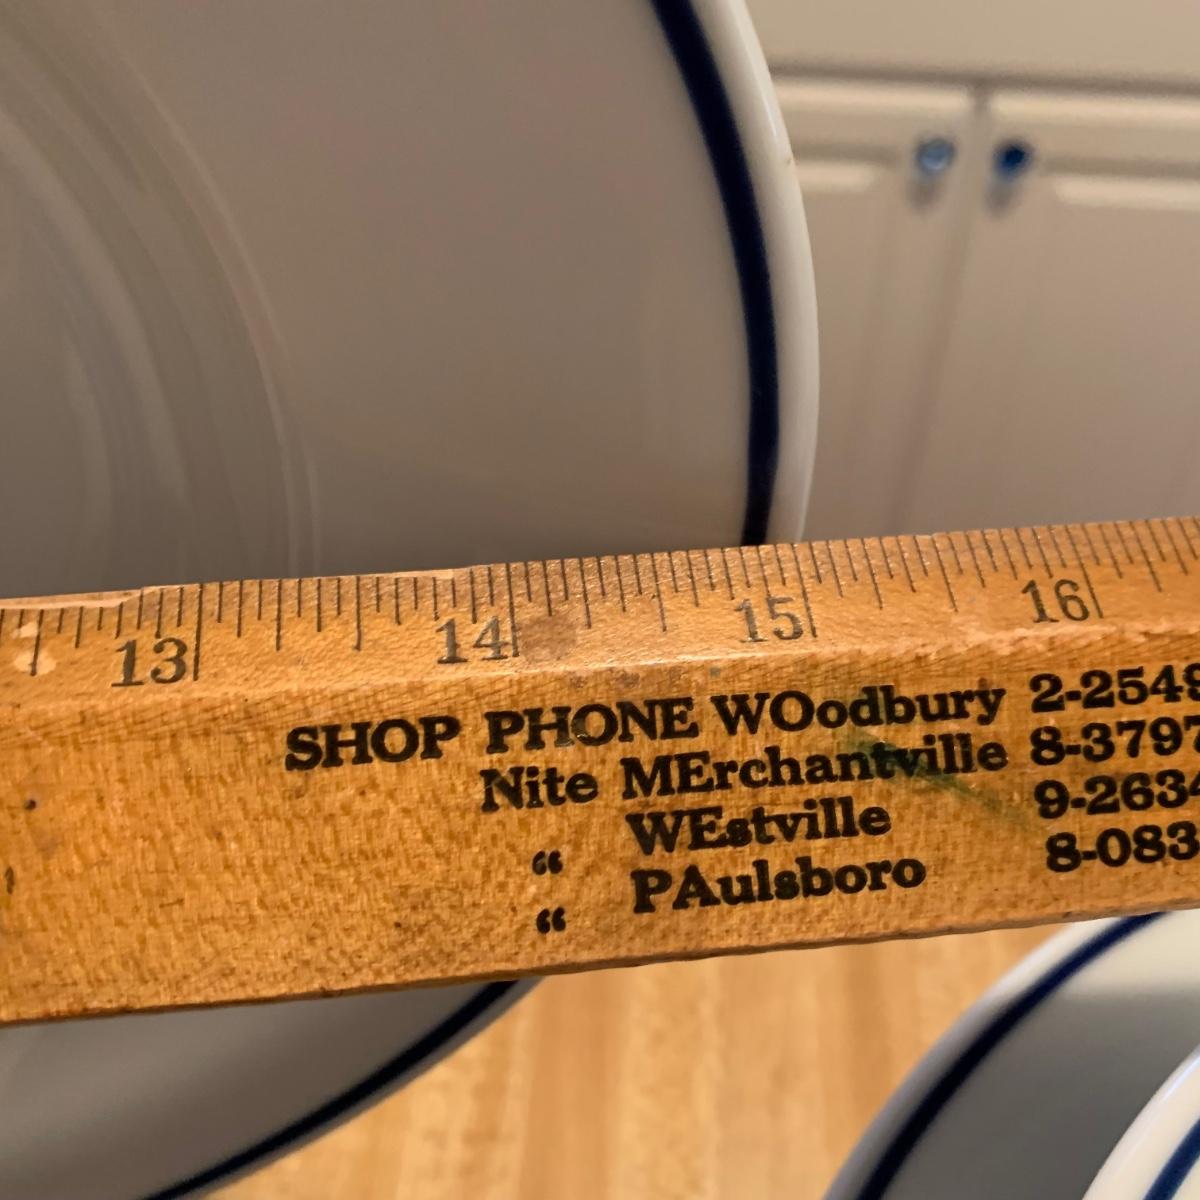 13 14 15 16
SHOP PHONE WOodbury 2-2548
Nite MErchantville 8-3797
" WEstville 9-2634
" PAulsboro 8-083